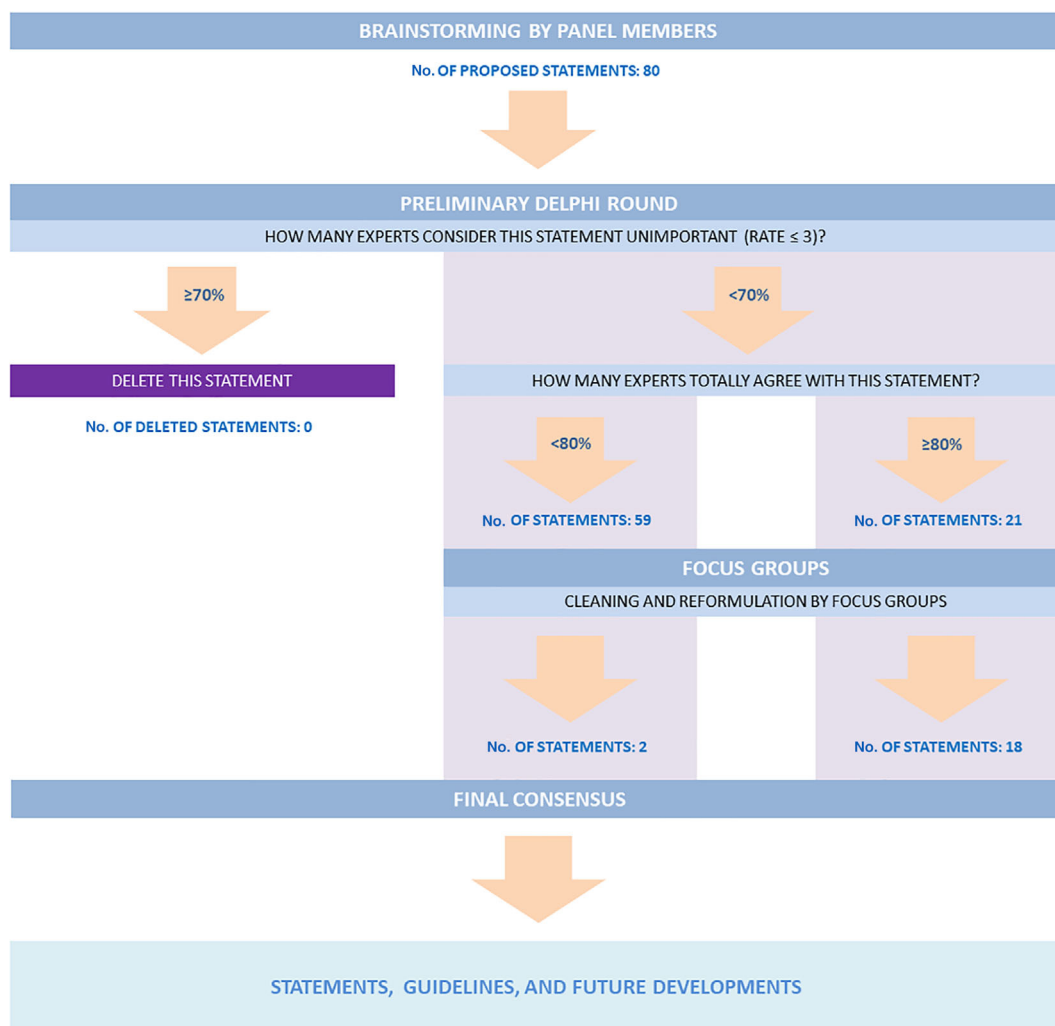 BRAINSTORMING BY PANEL MEMBERS
No. OF PROPOSED STATEMENTS: 80
PRELIMINARY DELPHI ROUND
HOW MANY EXPERTS CONSIDER THIS STATEMENT UNIMPORTANT (RATE ≤ 3)?
≥70%
<70%
DELETE THIS STATEMENT
HOW MANY EXPERTS TOTALLY AGREE WITH THIS STATEMENT?
No. OF DELETED STATEMENTS: 0
<80%
≥80%
No. OF STATEMENTS: 59
No. OF STATEMENTS: 21
FOCUS GROUPS
CLEANING AND REFORMULATION BY FOCUS GROUPS
No. OF STATEMENTS: 2
No. OF STATEMENTS: 18
FINAL CONSENSUS
STATEMENTS, GUIDELINES, AND FUTURE DEVELOPMENTS